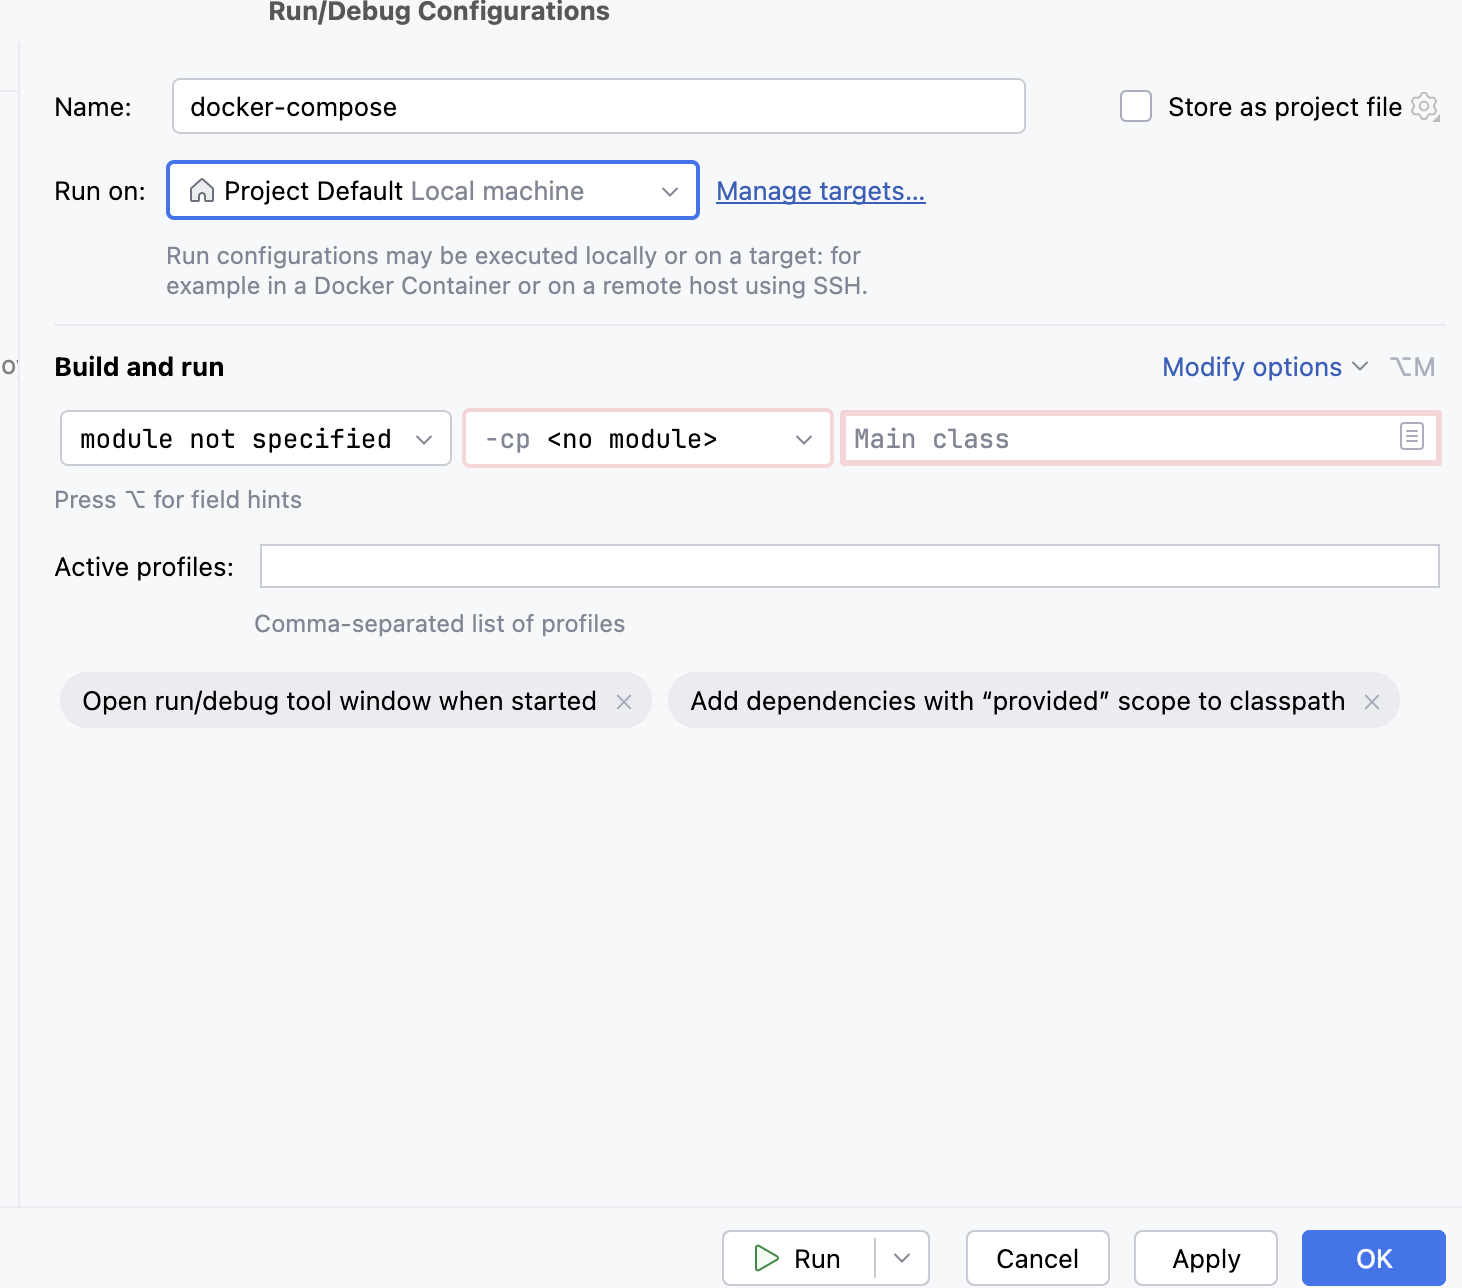 Run/Debug Configurations
Name: docker-compose Store as project file
Run on: Project Default Local machine Manage targets...
Run configurations may be executed locally or on a target: for
example in a Docker Container or on a remote host using SSH.
Build and run Modify options ⌥M
module not specified -cp <no module> Main class
Press ⌥ for field hints
Active profiles:
Comma-separated list of profiles
Open run/debug tool window when started × Add dependencies with “provided” scope to classpath ×
Run Cancel Apply OK